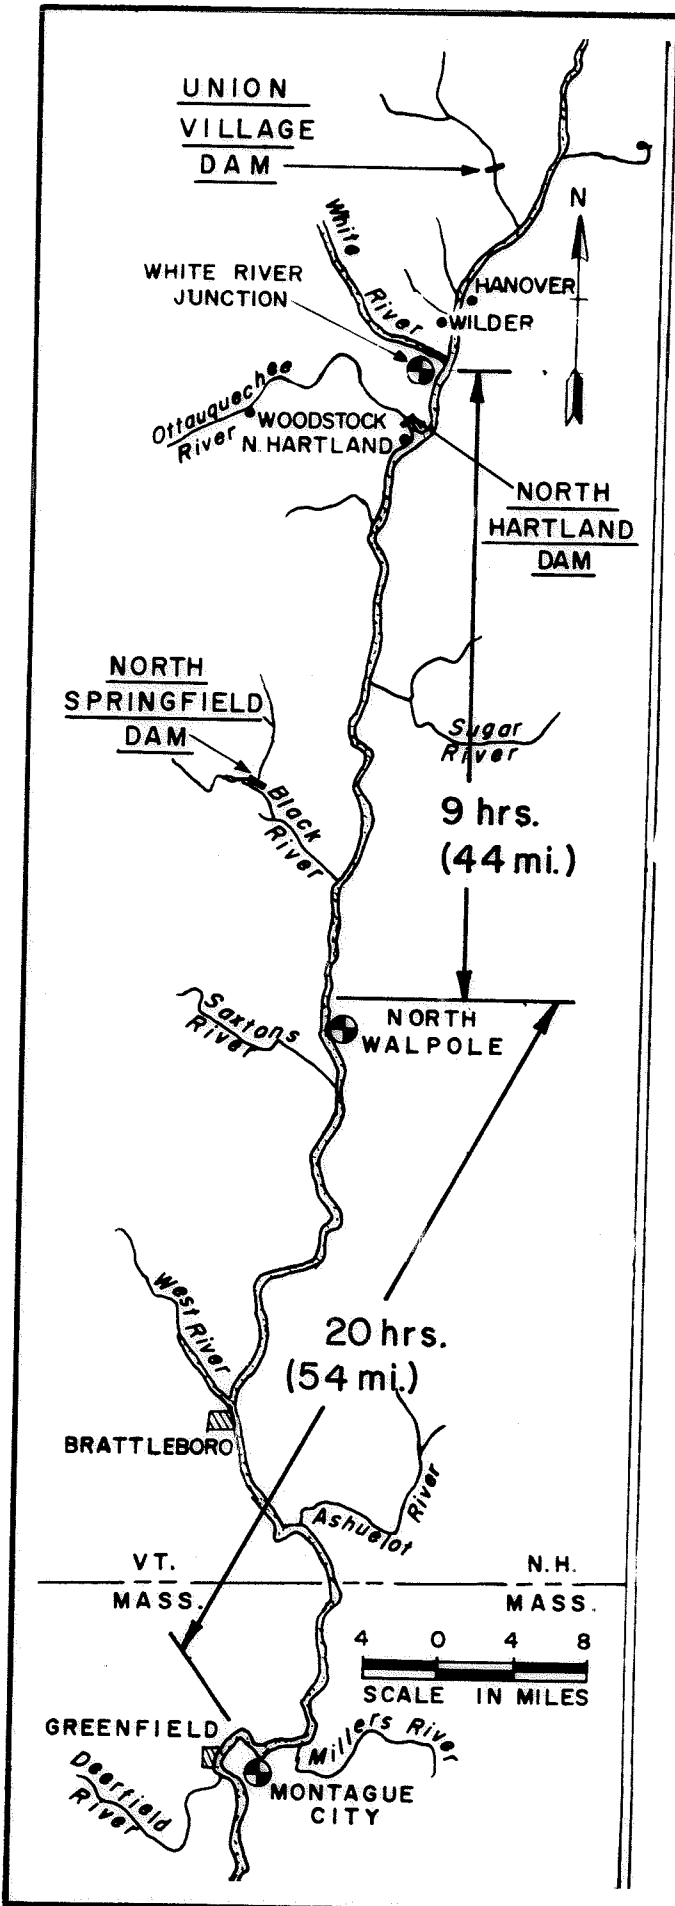 UNION
VILLAGE
DAM
N
White
River
HANOVER
WHITE RIVER
JUNCTION
WILDER
Ottauquechee
River
WOODSTOCK
N. HARTLAND
NORTH
HARTLAND
DAM
NORTH
SPRINGFIELD
DAM
Sugar
River
Black
River
9 hrs.
(44 mi.)
Saxtons
River
NORTH
WALPOLE
West River
20 hrs.
(54 mi.)
BRATTLEBORO
Ashuelot
River
VT.
N.H.
MASS.
MASS.
4 0 4 8
SCALE IN MILES
GREENFIELD
Millers River
Deerfield
River
MONTAGUE
CITY